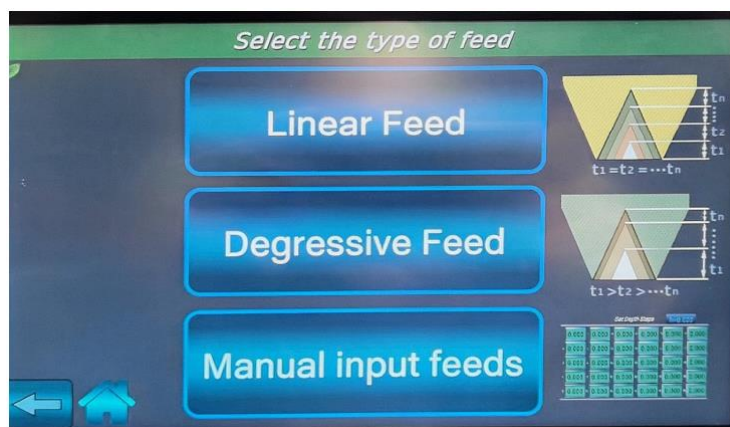 Select the type of feed
Linear Feed
tn
t2
t1
t1=t2=···tn
Degressive Feed
tn
t1
t1>t2>···tn
Manual input feeds